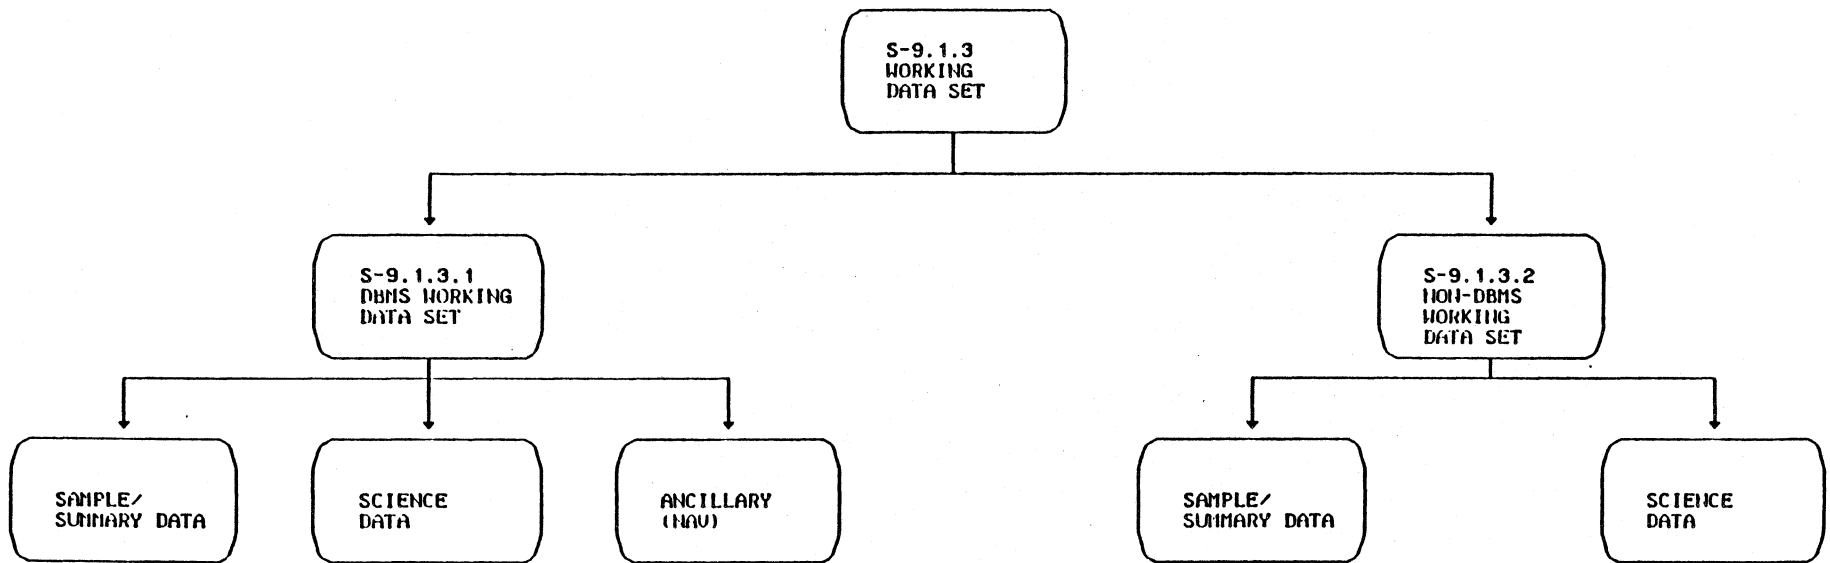 S-9.1.3
WORKING
DATA SET
S-9.1.3.1
DBMS WORKING
DATA SET
S-9.1.3.2
NON-DBMS
WORKING
DATA SET
SAMPLE/
SUMMARY DATA
SCIENCE
DATA
ANCILLARY
(NAV)
SAMPLE/
SUMMARY DATA
SCIENCE
DATA